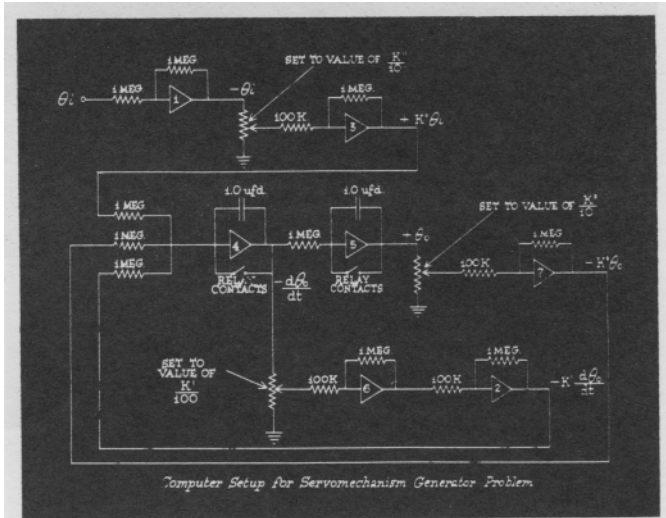 1 MEG
1 MEG
θi
1
-θi
SET TO VALUE OF K"/10
100K
1 MEG
3
+ K"θi
1 MEG
1 MEG
1 MEG
1.0 ufd.
4
RELAY
CONTACTS
1 MEG
-dθo/dt
1.0 ufd.
5
RELAY
CONTACTS
+θo
SET TO VALUE OF K"/10
100K
1 MEG
7
-K"θo
SET TO
VALUE OF
K'/100
100K
1 MEG
6
100K
1 MEG
2
-K' dθo/dt
Computer Setup for Servomechanism Generator Problem